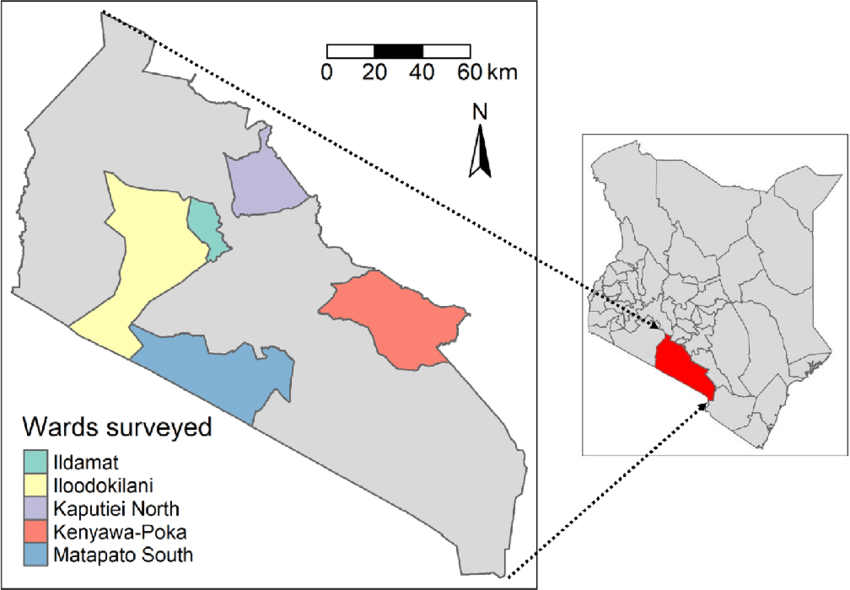 0 20 40 60 km
N
Wards surveyed
Ildamat
Iloodokilani
Kaputiei North
Kenyawa-Poka
Matapato South